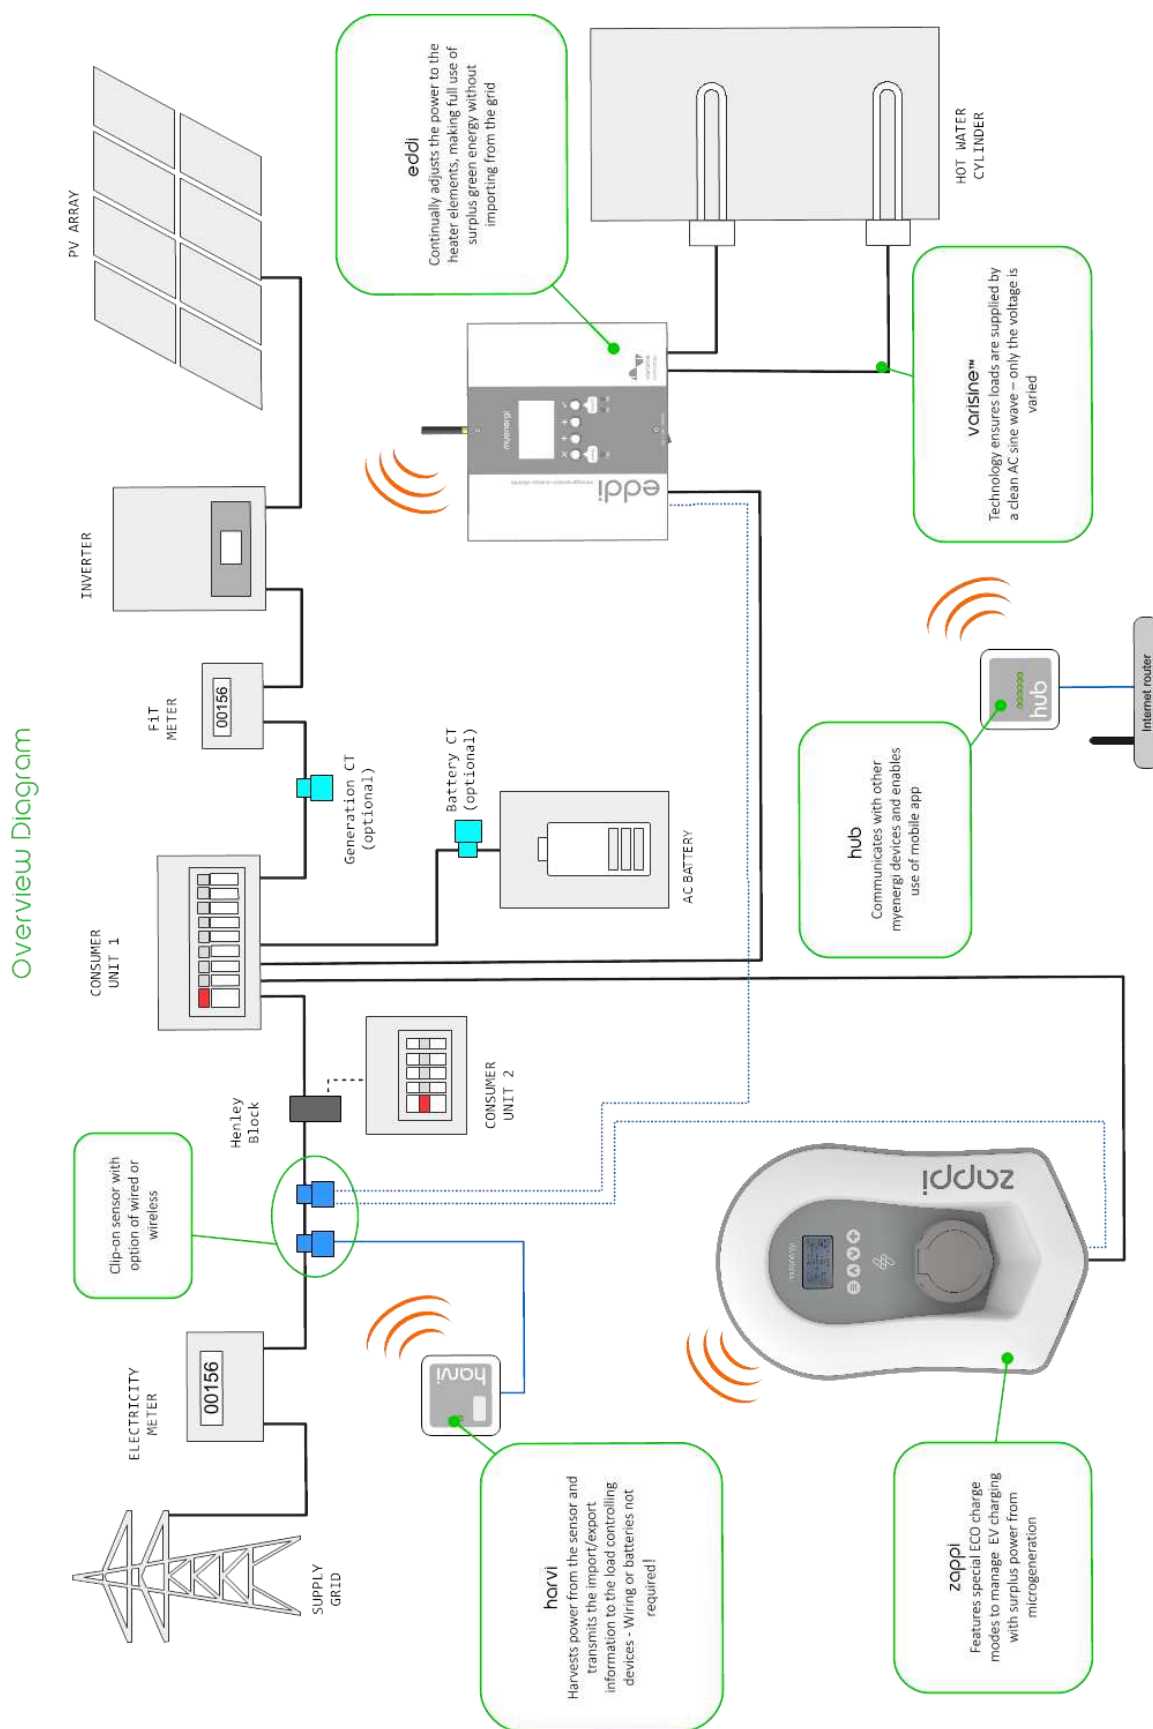 Overview Diagram
SUPPLY
GRID
ELECTRICITY
METER
00156
Clip-on sensor with
option of wired or
wireless
Henley
Block
CONSUMER
UNIT 1
CONSUMER
UNIT 2
Generation CT
(optional)
FiT
METER
00156
INVERTER
PV ARRAY
Battery CT
(optional)
AC BATTERY
harvi
harvi
Harvests power from the sensor and
transmits the import/export
information to the load controlling
devices - Wiring or batteries not
required!
myenergi
eddi
eddi
Continually adjusts the power to the
heater elements, making full use of
surplus green energy without
importing from the grid
HOT WATER
CYLINDER
varisine™
Technology ensures loads are supplied by
a clean AC sine wave – only the voltage is
varied
hub
Communicates with other
myenergi devices and enables
use of mobile app
hub
Internet router
myenergi
zappi
zappi
Features special ECO charge
modes to manage EV charging
with surplus power from
microgeneration